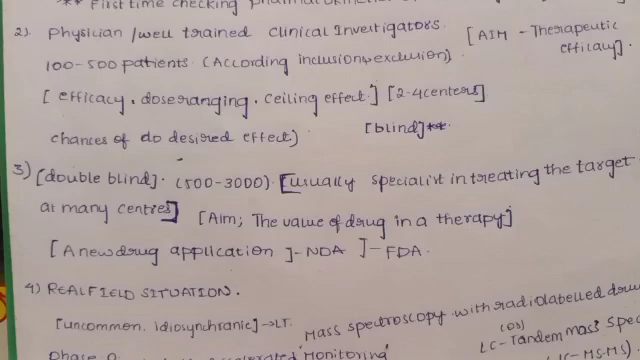 ** First time checking
2). Physician /well trained clinical Investigators. [AIM - Therapeutic
efficacy].
100-500 patients. (According inclusion & exclusion)
[efficacy. dose ranging. ceiling effect.] [2-4 centers]
chances of do desired effect) [blind]**.
3) [double blind]. (500-3000). [usually specialist in treating the target
at many centres] [Aim; The value of drug in a therapy]
[A new drug application ]-NDA ]-FDA.
4) REALFIELD SITUATION.
[uncommon. Idiosynchranic]→LT. Mass spectroscopy with radiolabelled
(or)
LC-Tandem mass
Phase 0 Monitoring
LC-MS-MS)